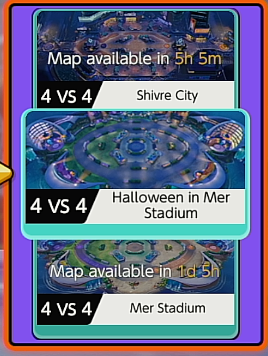 Map available in 5h 5m
4 VS 4
Shivre City
4 VS 4
Halloween in Mer
Stadium
Map available in 1d 5h
4 VS 4
Mer Stadium